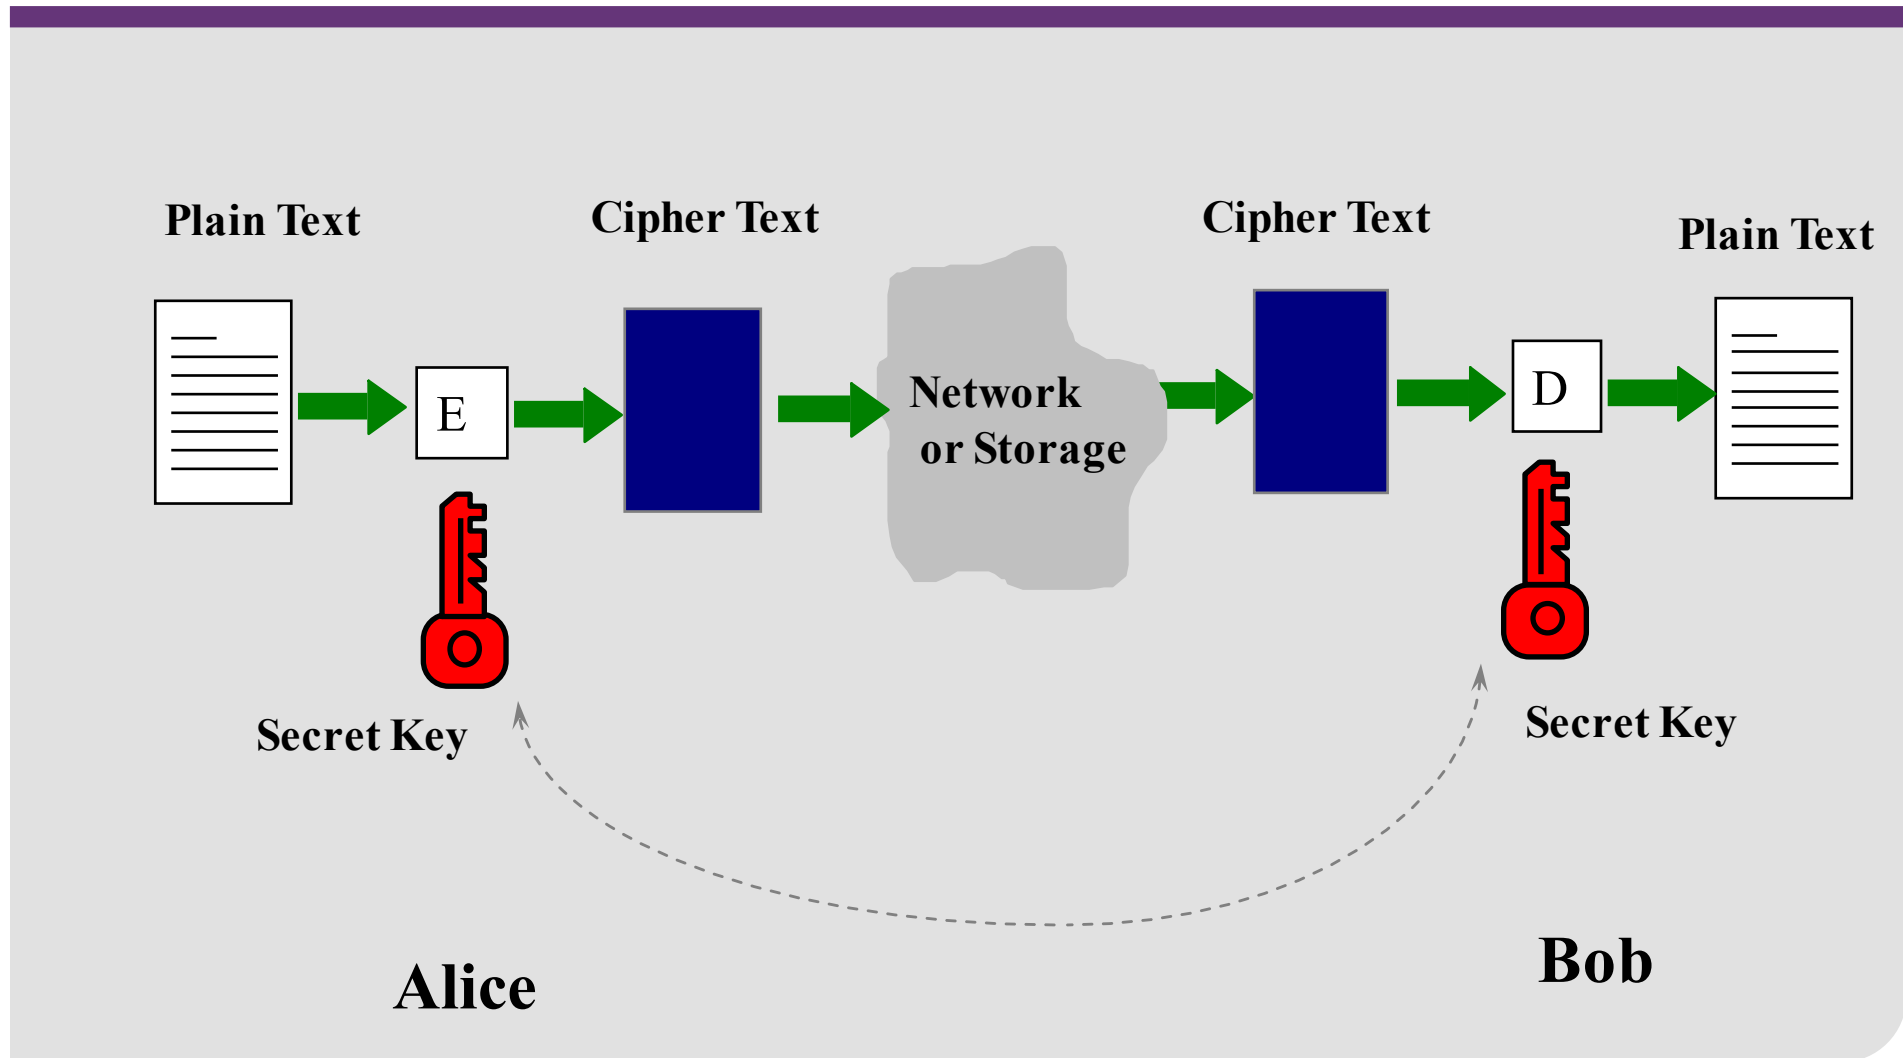 Plain Text
Cipher Text
Cipher Text
Plain Text
E
Network
or Storage
D
Secret Key
Secret Key
Alice
Bob